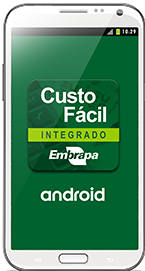 10:29
Custo
Fácil
INTEGRADO
Embrapa
android